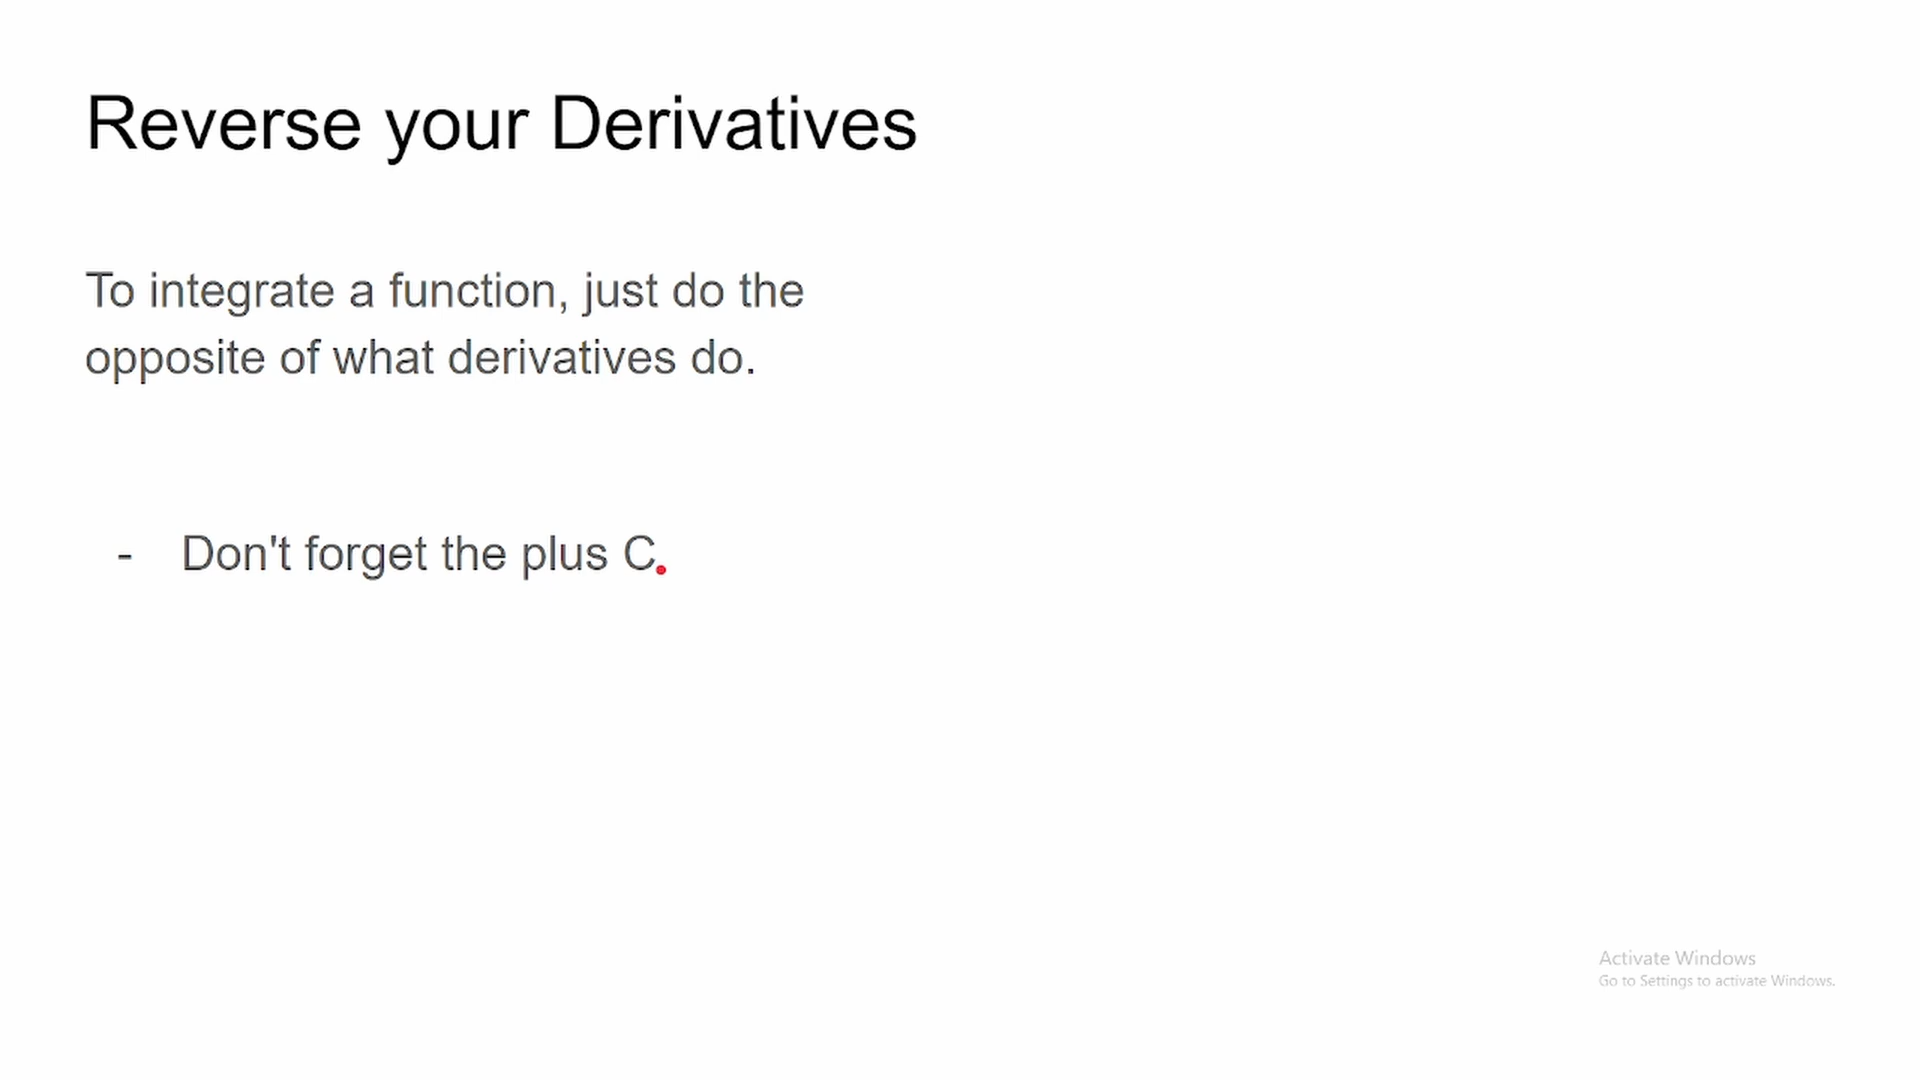 Reverse your Derivatives
To integrate a function, just do the
opposite of what derivatives do.
- Don't forget the plus C.
Activate Windows
Go to Settings to activate Windows.